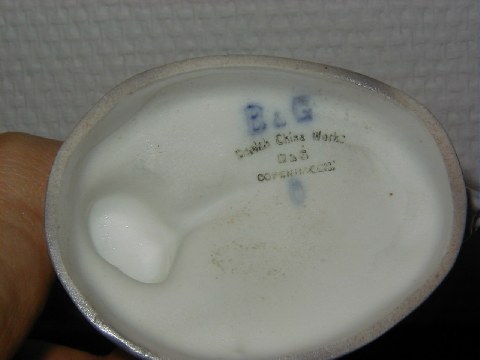 B & G
Danish China Works
B&G
COPENHAGEN